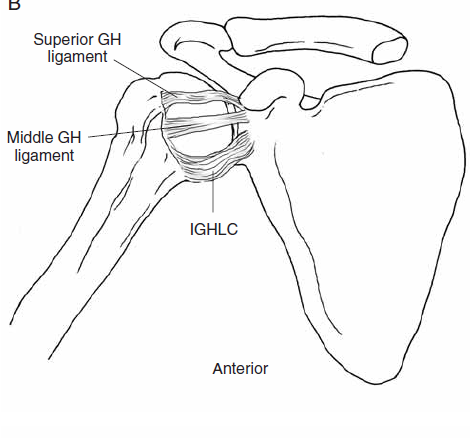 B
Superior GH
ligament
Middle GH
ligament
IGHLC
Anterior